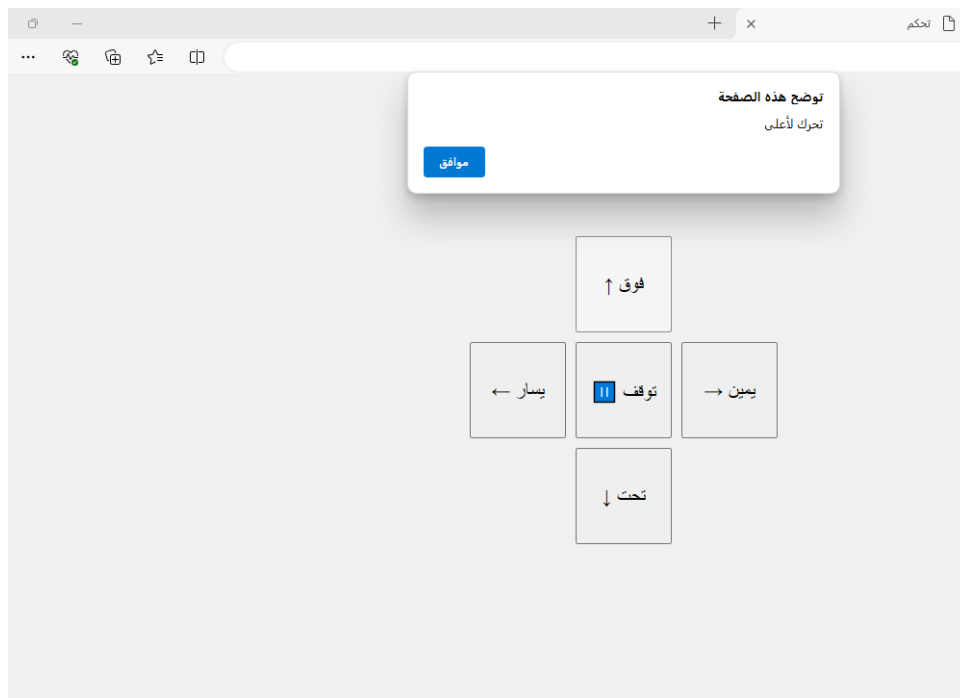 تحكم
توضح هذه الصفحة
تحرك لأعلى
موافق
فوق ↑
يمين →
توقف ⏸
يسار ←
تحت ↓